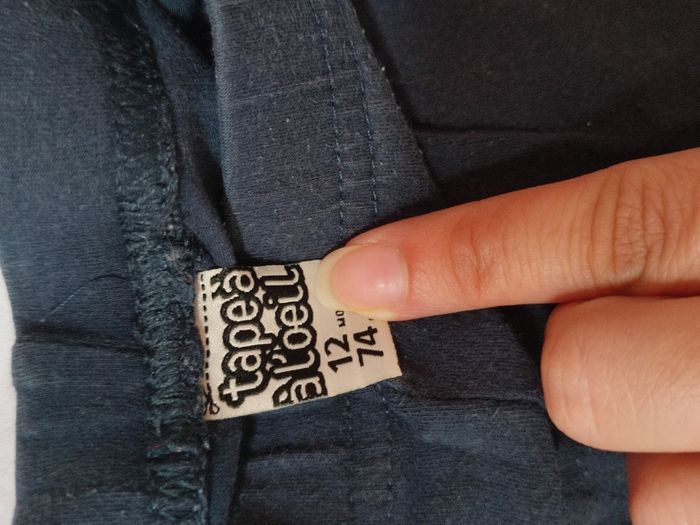 tape à
l'oeil
12 MO
74